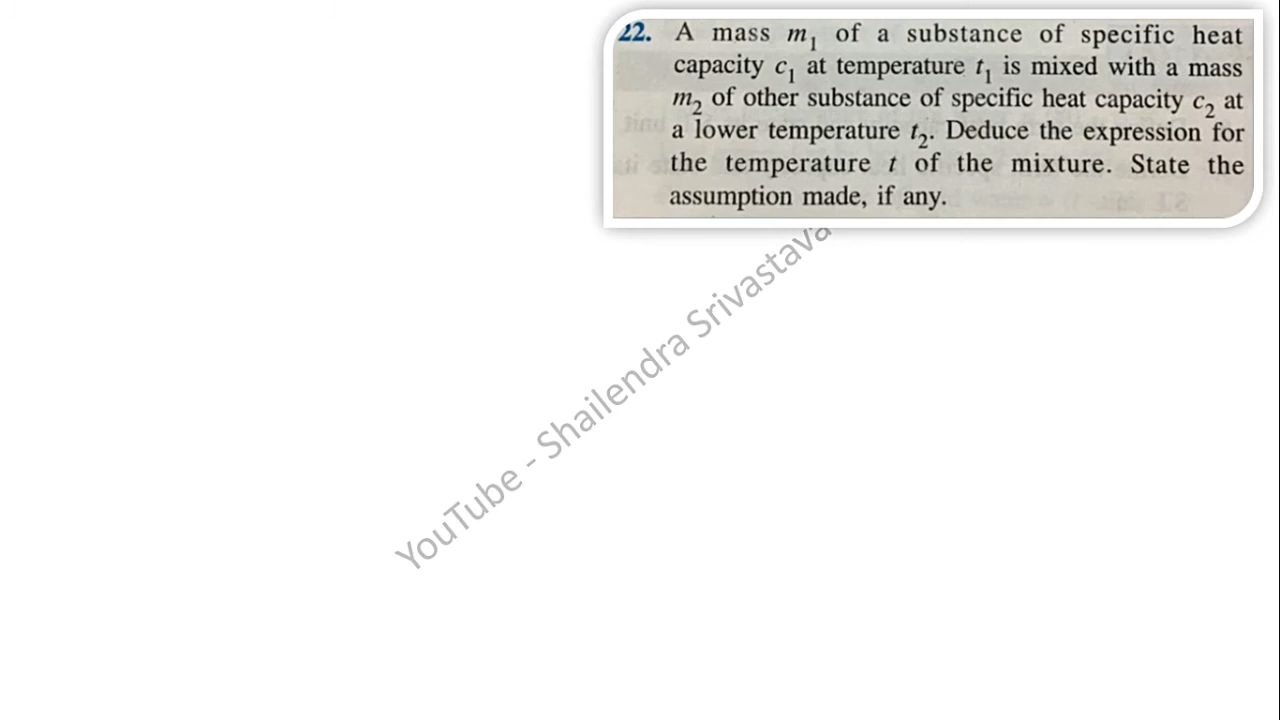 22. A mass m₁ of a substance of specific heat
capacity c₁ at temperature t₁ is mixed with a mass
m₂ of other substance of specific heat capacity c₂ at
a lower temperature t₂. Deduce the expression for
the temperature t of the mixture. State the
assumption made, if any.
YouTube - Shailendra Srivastava